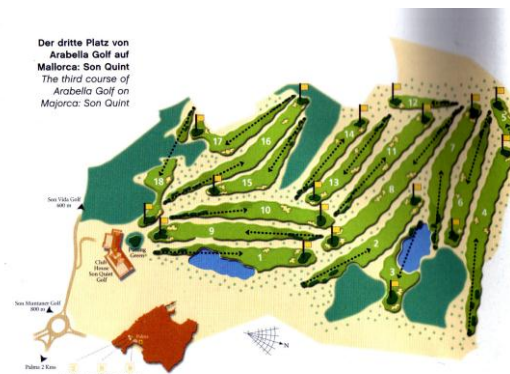 Der dritte Platz von
Arabella Golf auf
Mallorca: Son Quint
The third course of
Arabella Golf on
Majorca: Son Quint
12
5
17
16
14
11
7
18
15
13
8
6
4
10
9
2
1
3
Son Vida Golf
600 m
Putting
Green
Club
House
Son Quint
Golf
Son Muntaner Golf
800 m
Palma 2 Kms
N